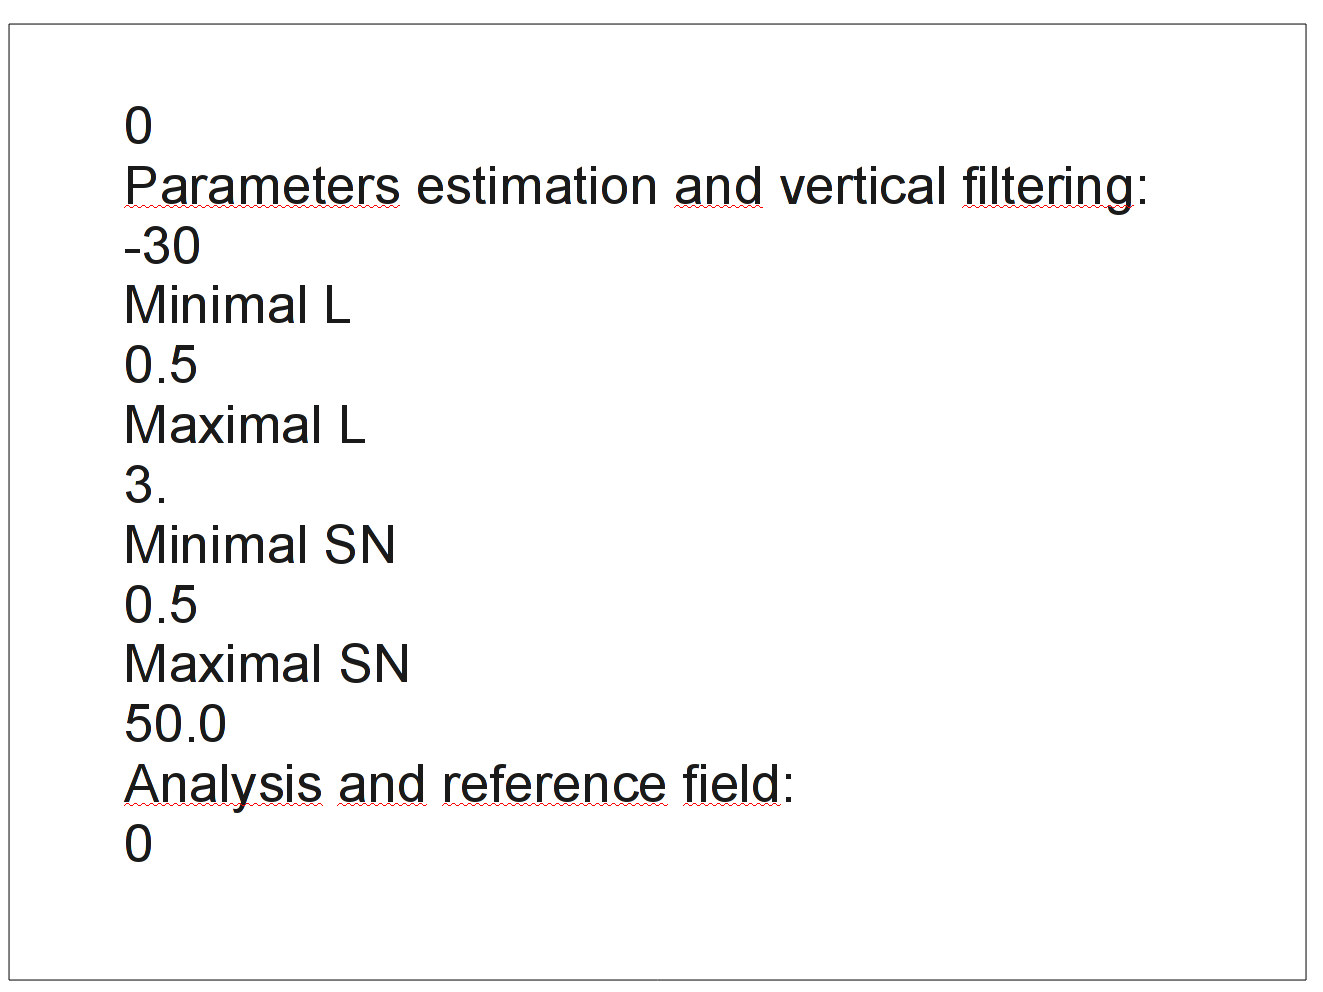 0
Parameters estimation and vertical filtering:
-30
Minimal L
0.5
Maximal L
3.
Minimal SN
0.5
Maximal SN
50.0
Analysis and reference field:
0